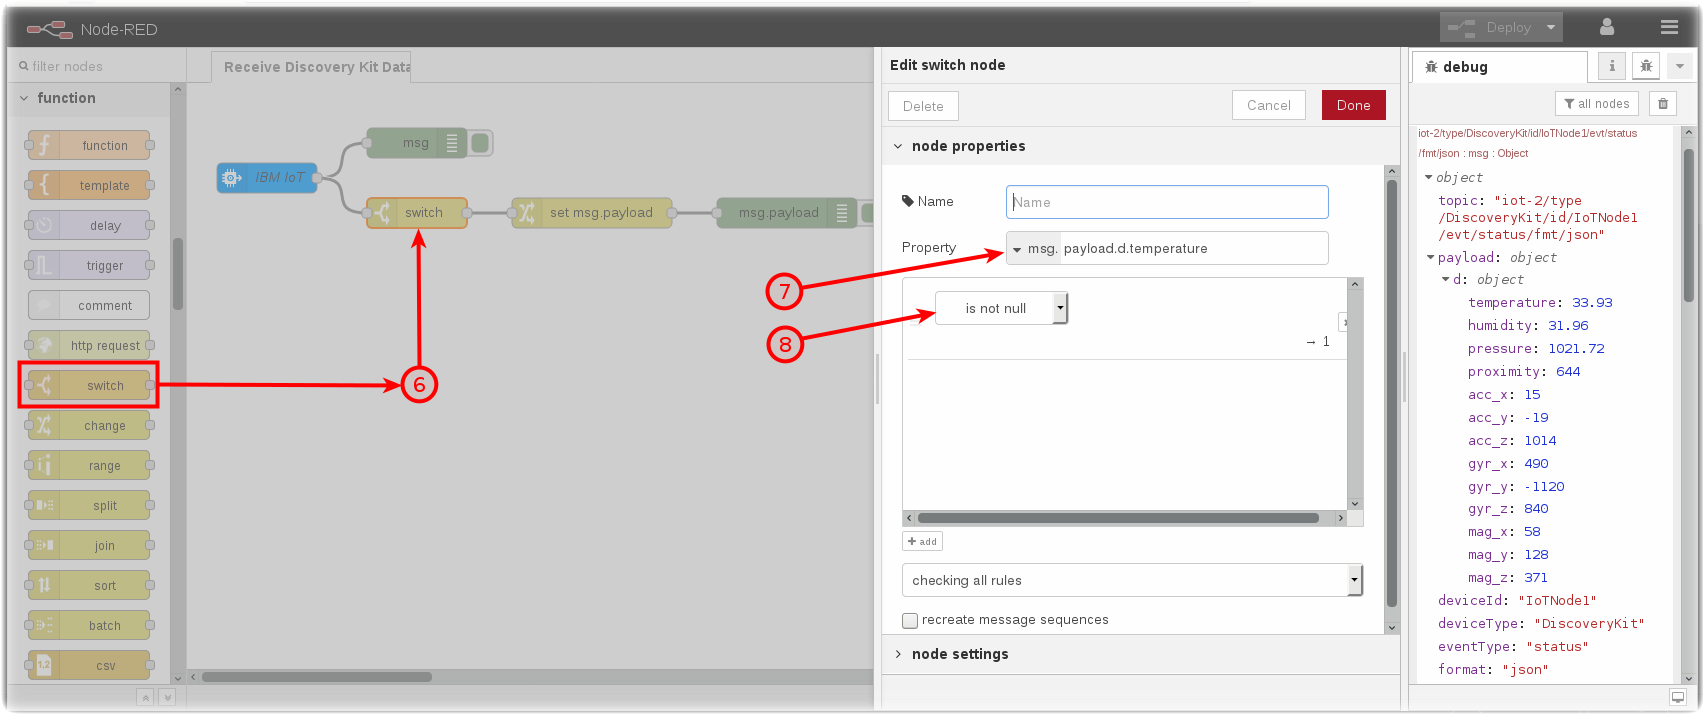 Node-RED
Deploy
filter nodes
Receive Discovery Kit Data
function
function
template
delay
trigger
comment
http request
switch
change
range
split
join
sort
batch
1,2
csv
msg
IBM IoT
switch
set msg.payload
msg.payload
6
7
8
Edit switch node
Delete
Cancel
Done
node properties
Name
Name
Property
msg. payload.d.temperature
is not null
→ 1
+ add
checking all rules
recreate message sequences
node settings
debug
i
all nodes
iot-2/type/DiscoveryKit/id/IoTNode1/evt/status
/fmt/json : msg : Object
object
topic: "iot-2/type
/DiscoveryKit/id/IoTNode1
/evt/status/fmt/json"
payload: object
d: object
temperature: 33.93
humidity: 31.96
pressure: 1021.72
proximity: 644
acc_x: 15
acc_y: -19
acc_z: 1014
gyr_x: 490
gyr_y: -1120
gyr_z: 840
mag_x: 58
mag_y: 128
mag_z: 371
deviceId: "IoTNode1"
deviceType: "DiscoveryKit"
eventType: "status"
format: "json"